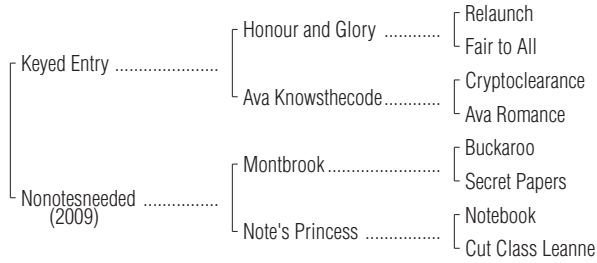 Relaunch
Honour and Glory ............
Fair to All
Keyed Entry ......................
Cryptoclearance
Ava Knowsthecode............
Ava Romance
Buckaroo
Montbrook........................
Secret Papers
Nonotesneeded ................
(2009)
Notebook
Note's Princess ................
Cut Class Leanne